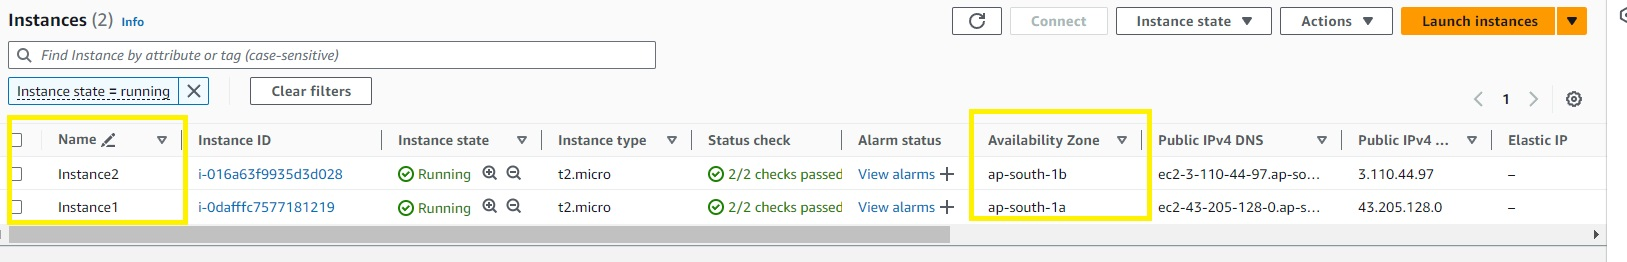 Instances (2) Info Connect Instance state Actions Launch instances
Find Instance by attribute or tag (case-sensitive)
Instance state = running Clear filters
1
Name Instance ID Instance state Instance type Status check Alarm status Availability Zone Public IPv4 DNS Public IPv4 ... Elastic IP
Instance2 i-016a63f9935d3d028 Running t2.micro 2/2 checks passed View alarms + ap-south-1b ec2-3-110-44-97.ap-so... 3.110.44.97 –
Instance1 i-0dafffc7577181219 Running t2.micro 2/2 checks passed View alarms + ap-south-1a ec2-43-205-128-0.ap-s... 43.205.128.0 –